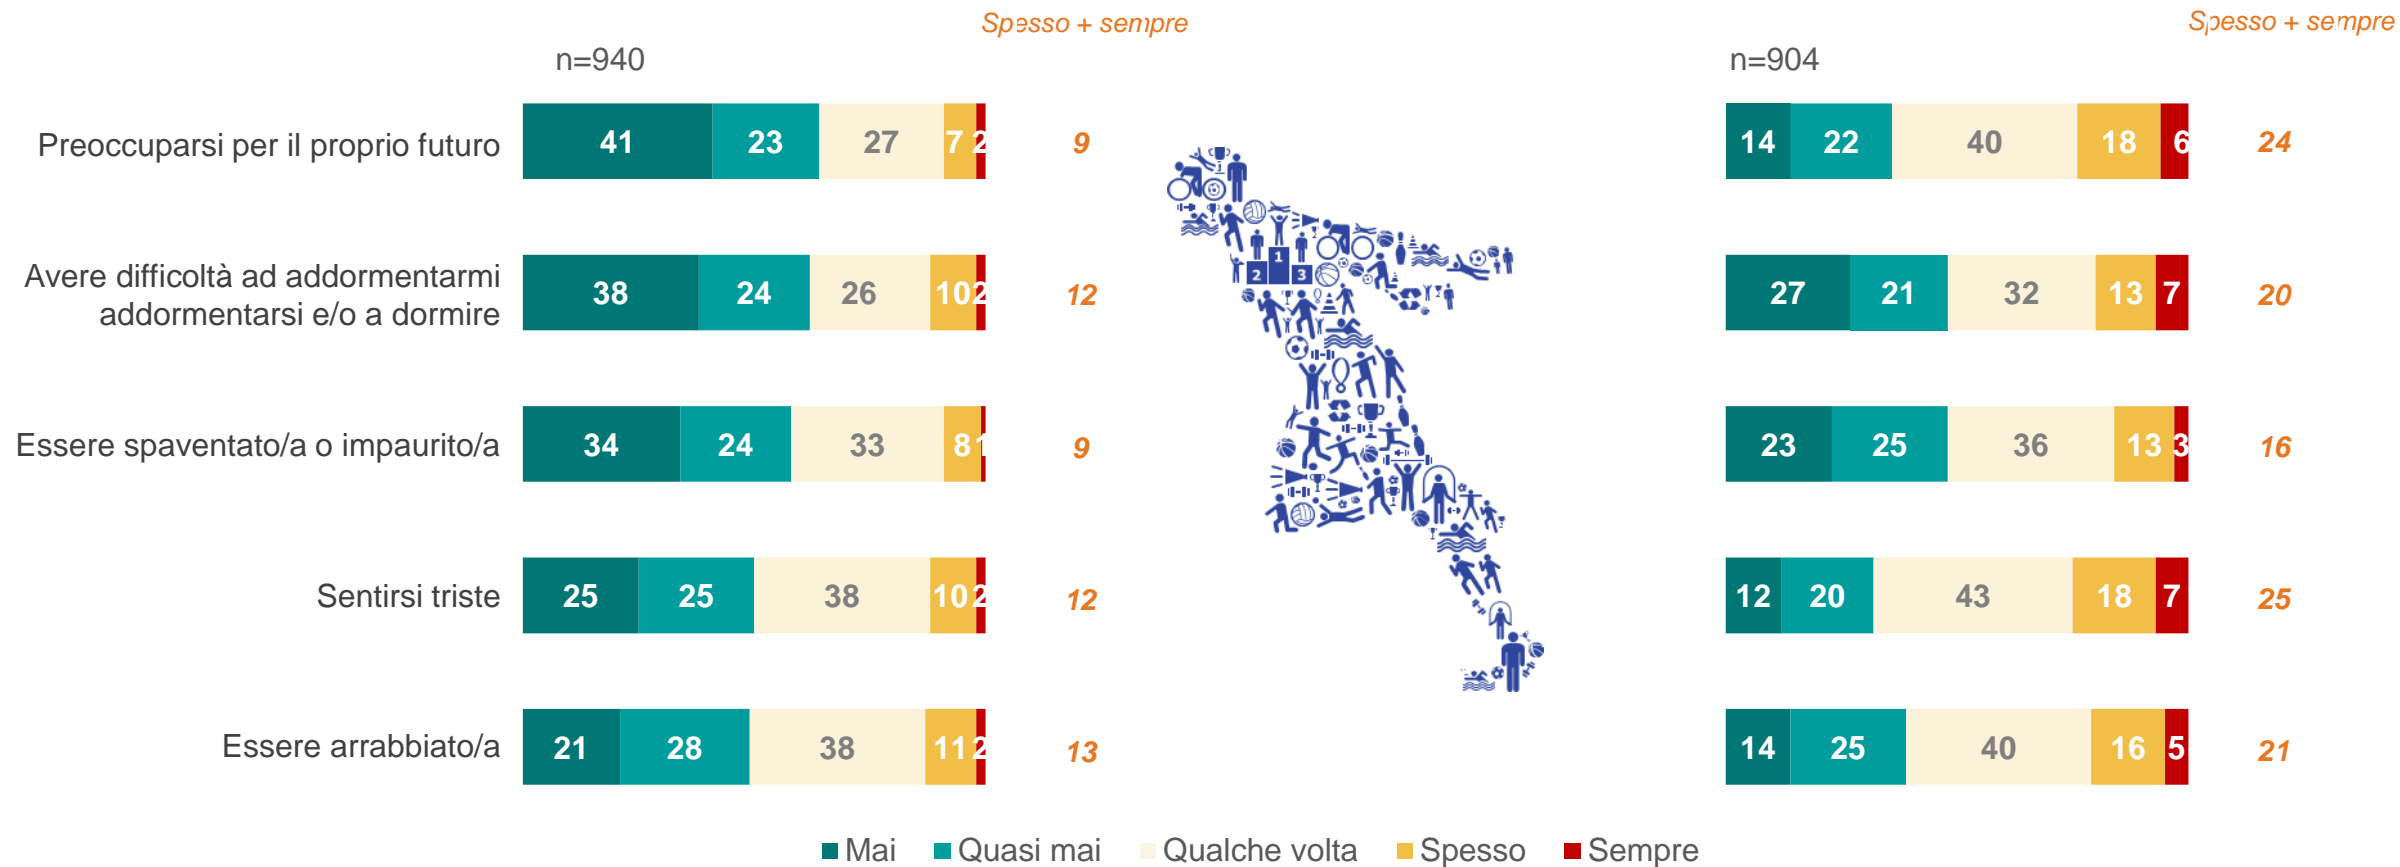 Spesso + sempre
Spesso + sempre
n=940
n=904
Preoccuparsi per il proprio futuro
41 23 27 7 2
9
14 22 40 18 6
24
Avere difficoltà ad addormentarmi
addormentarsi e/o a dormire
38 24 26 10 2
12
27 21 32 13 7
20
Essere spaventato/a o impaurito/a
34 24 33 8 1
9
23 25 36 13 3
16
Sentirsi triste
25 25 38 10 2
12
12 20 43 18 7
25
Essere arrabbiato/a
21 28 38 11 2
13
14 25 40 16 5
21
1
2 3
Mai Quasi mai Qualche volta Spesso Sempre